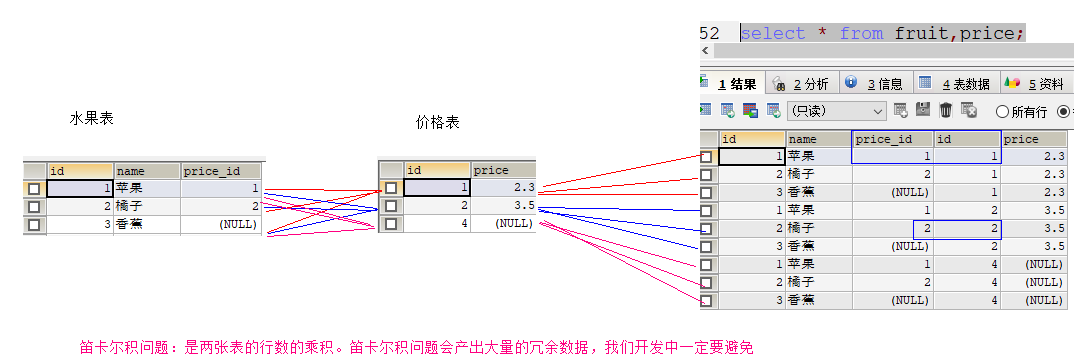 52 select * from fruit,price;
1 结果 2 分析 3 信息 4 表数据 5 资料
(只读) 所有行
水果表 价格表
id name price_id
1 苹果 1
2 橘子 2
3 香蕉 (NULL)
id price
1 2.3
2 3.5
4 (NULL)
id name price_id id price
1 苹果 1 1 2.3
2 橘子 2 1 2.3
3 香蕉 (NULL) 1 2.3
1 苹果 1 2 3.5
2 橘子 2 2 3.5
3 香蕉 (NULL) 2 3.5
1 苹果 1 4 (NULL)
2 橘子 2 4 (NULL)
3 香蕉 (NULL) 4 (NULL)
笛卡尔积问题：是两张表的行数的乘积。笛卡尔积问题会产出大量的冗余数据，我们开发中一定要避免